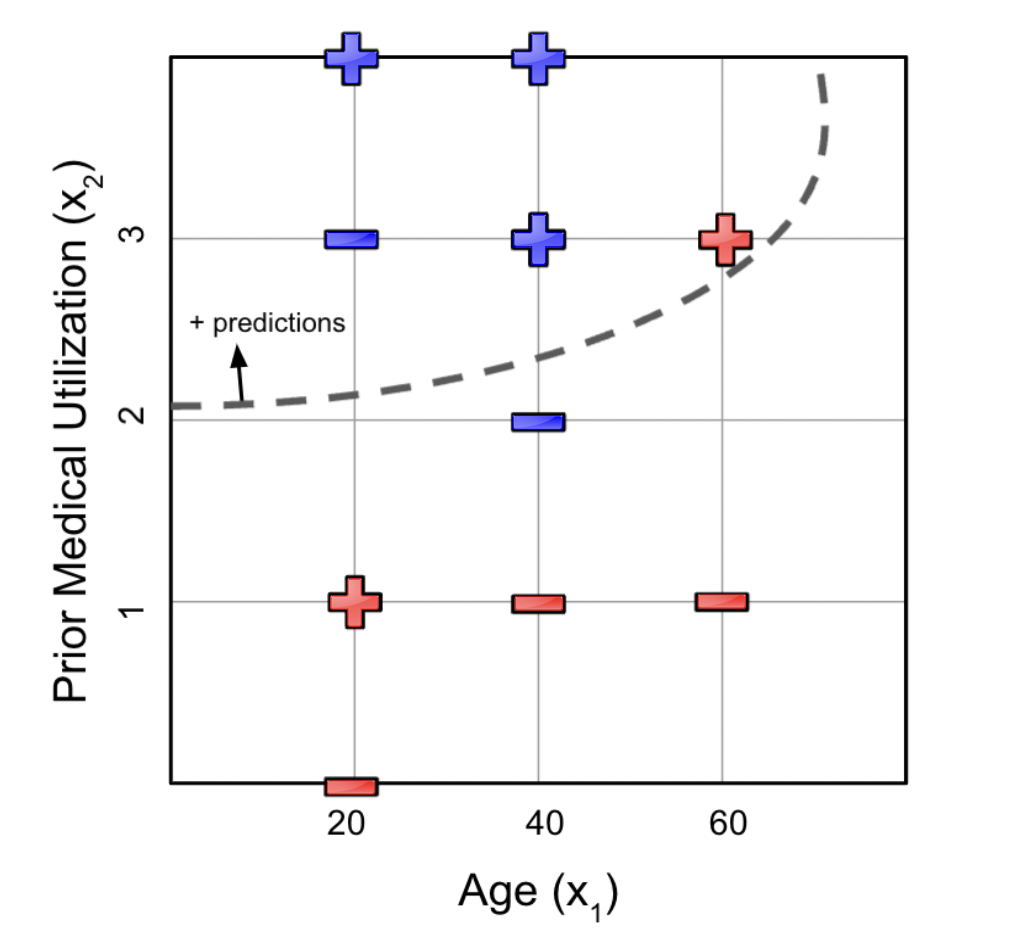 Prior Medical Utilization (x₂)
3
+ predictions
2
1
20 40 60
Age (x₁)